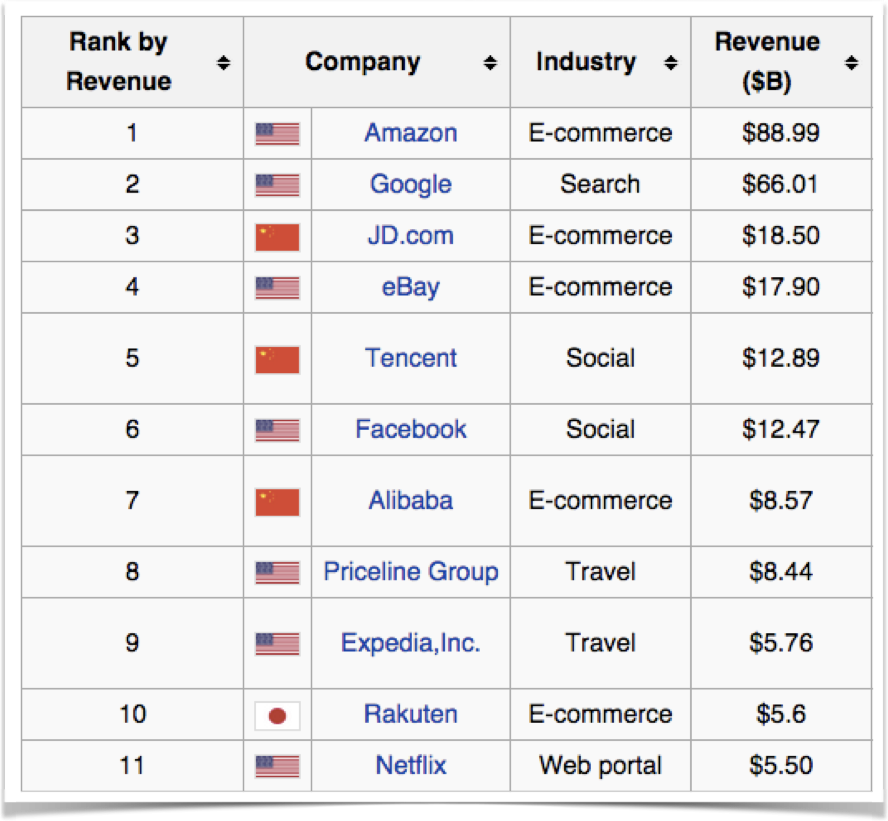 Rank by Revenue Company Industry Revenue ($B)
1 Amazon E-commerce $88.99
2 Google Search $66.01
3 JD.com E-commerce $18.50
4 eBay E-commerce $17.90
5 Tencent Social $12.89
6 Facebook Social $12.47
7 Alibaba E-commerce $8.57
8 Priceline Group Travel $8.44
9 Expedia,Inc. Travel $5.76
10 Rakuten E-commerce $5.6
11 Netflix Web portal $5.50